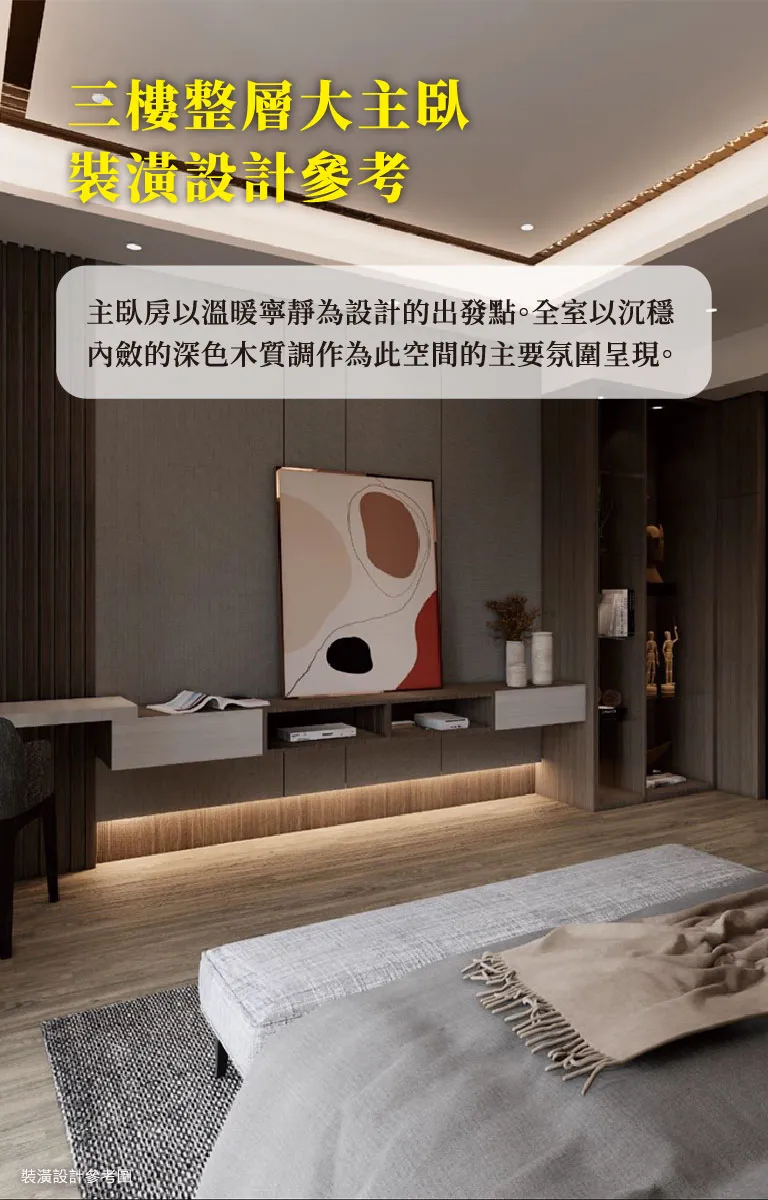 三樓整層大主臥
裝潢設計參考
主臥房以溫暖寧靜為設計的出發點。全室以沉穩
內斂的深色木質調作為此空間的主要氛圍呈現。
裝潢設計參考圖